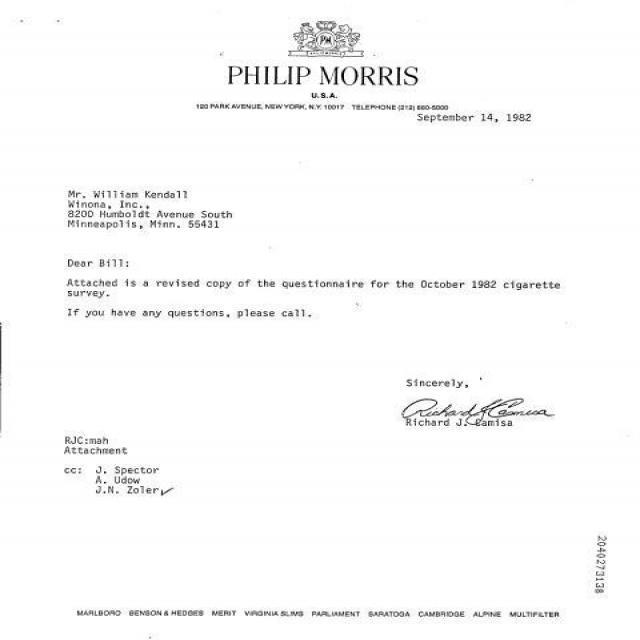 PM
PHILIP MORRIS
U.S.A.
120 PARK AVENUE, NEW YORK, N.Y. 10017 TELEPHONE (212) 880-5000
September 14, 1982
Mr. William Kendall
Winona, Inc.,
8200 Humboldt Avenue South
Minneapolis, Minn. 55431
Dear Bill:
Attached is a revised copy of the questionnaire for the October 1982 cigarette
survey.
If you have any questions, please call.
Sincerely,
Richard J. Camisa
Richard J. Camisa
RJC:mah
Attachment
cc: J. Spector
A. Udow
J.N. Zoler
2040273138
MARLBORO BENSON & HEDGES MERIT VIRGINIA SLIMS PARLIAMENT SARATOGA CAMBRIDGE ALPINE MULTIFILTER